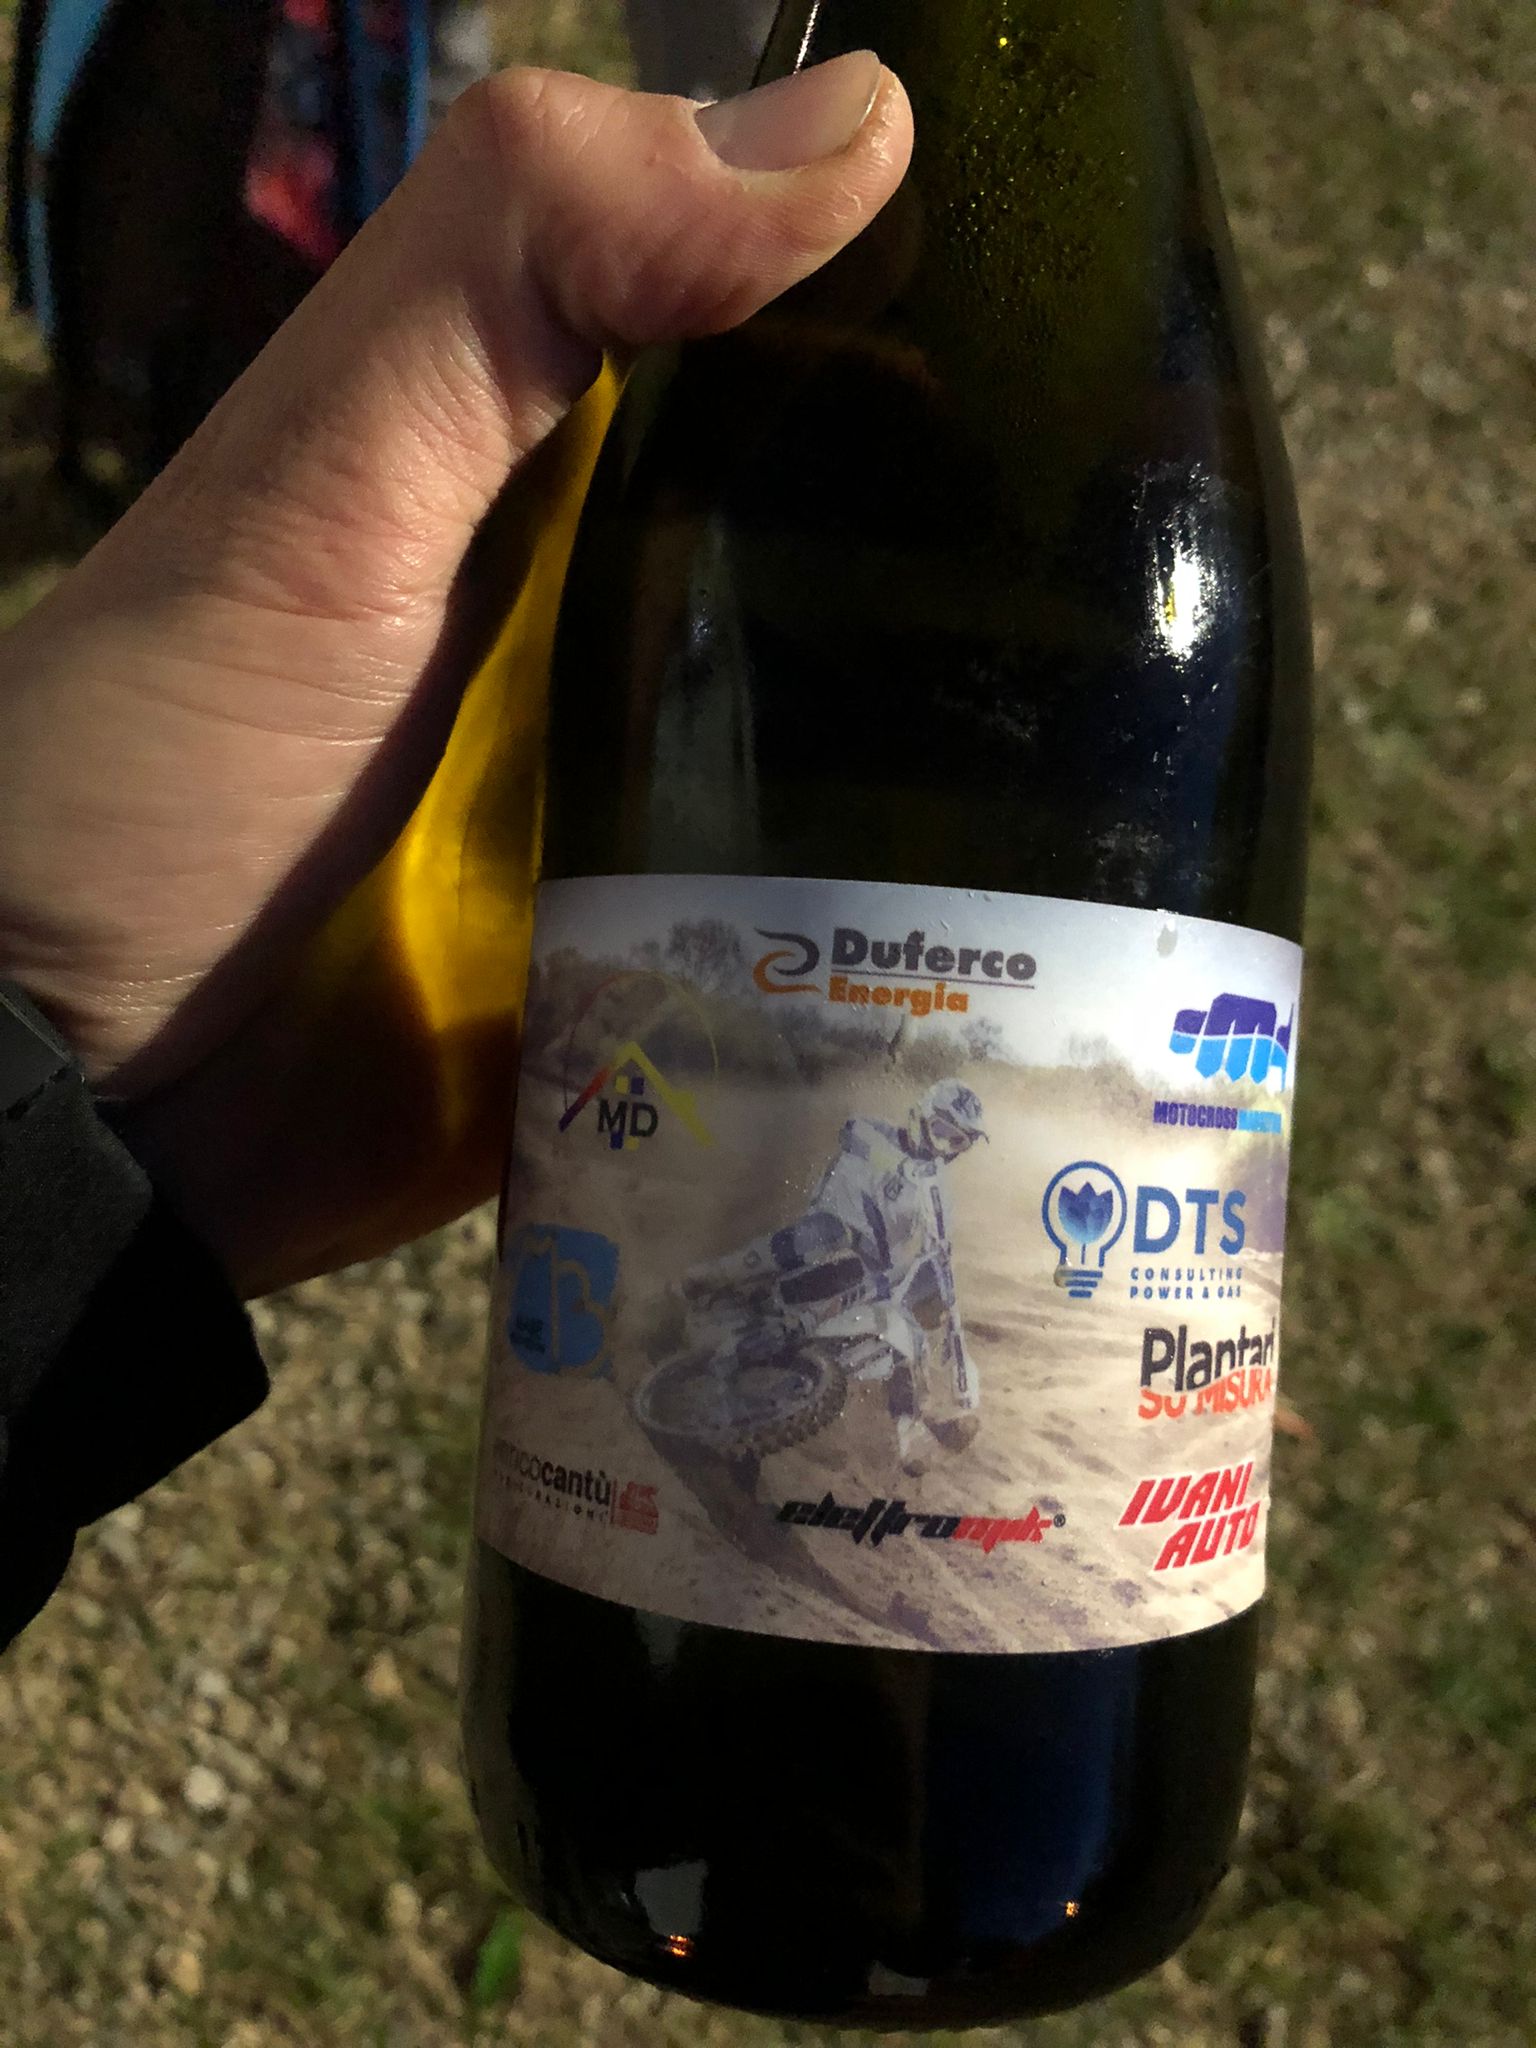 Duferco
Energia
MD
MOTOCROSS
DTS
CONSULTING
POWER & GAS
Plantari
SU MISURA
cantù
elettromik®
IVANI
AUTO